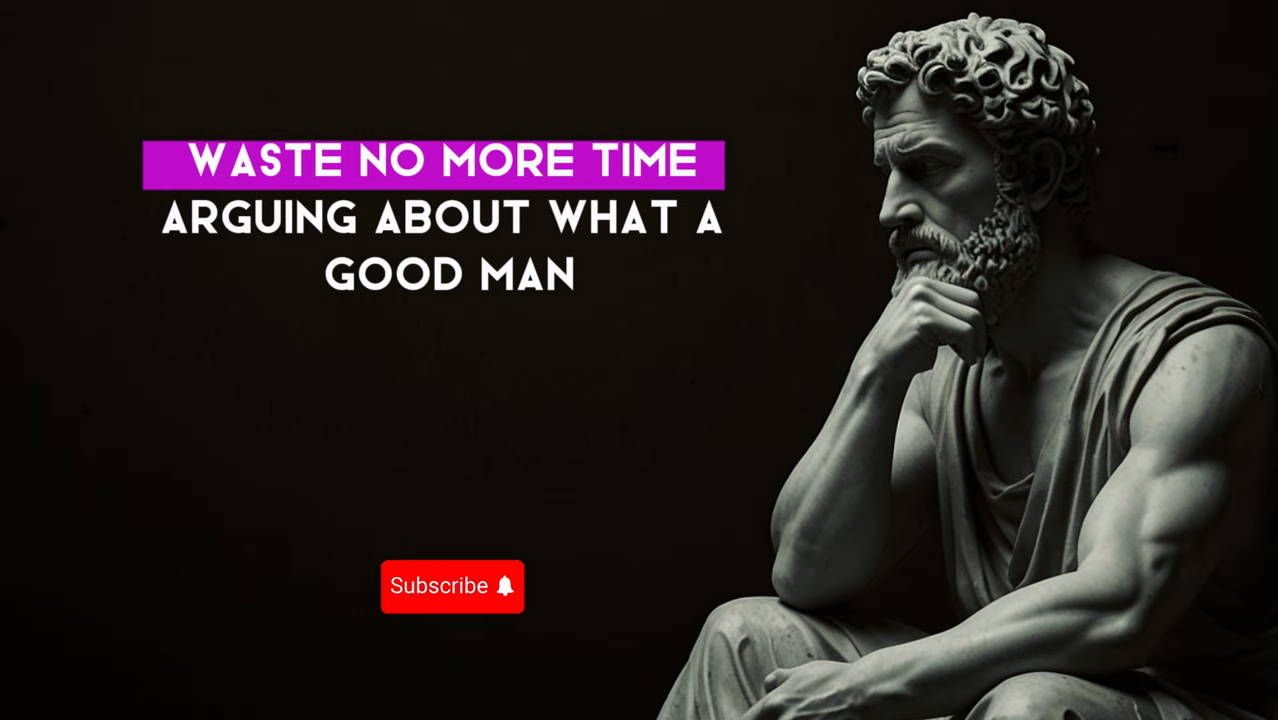 WASTE NO MORE TIME
ARGUING ABOUT WHAT A
GOOD MAN
Subscribe